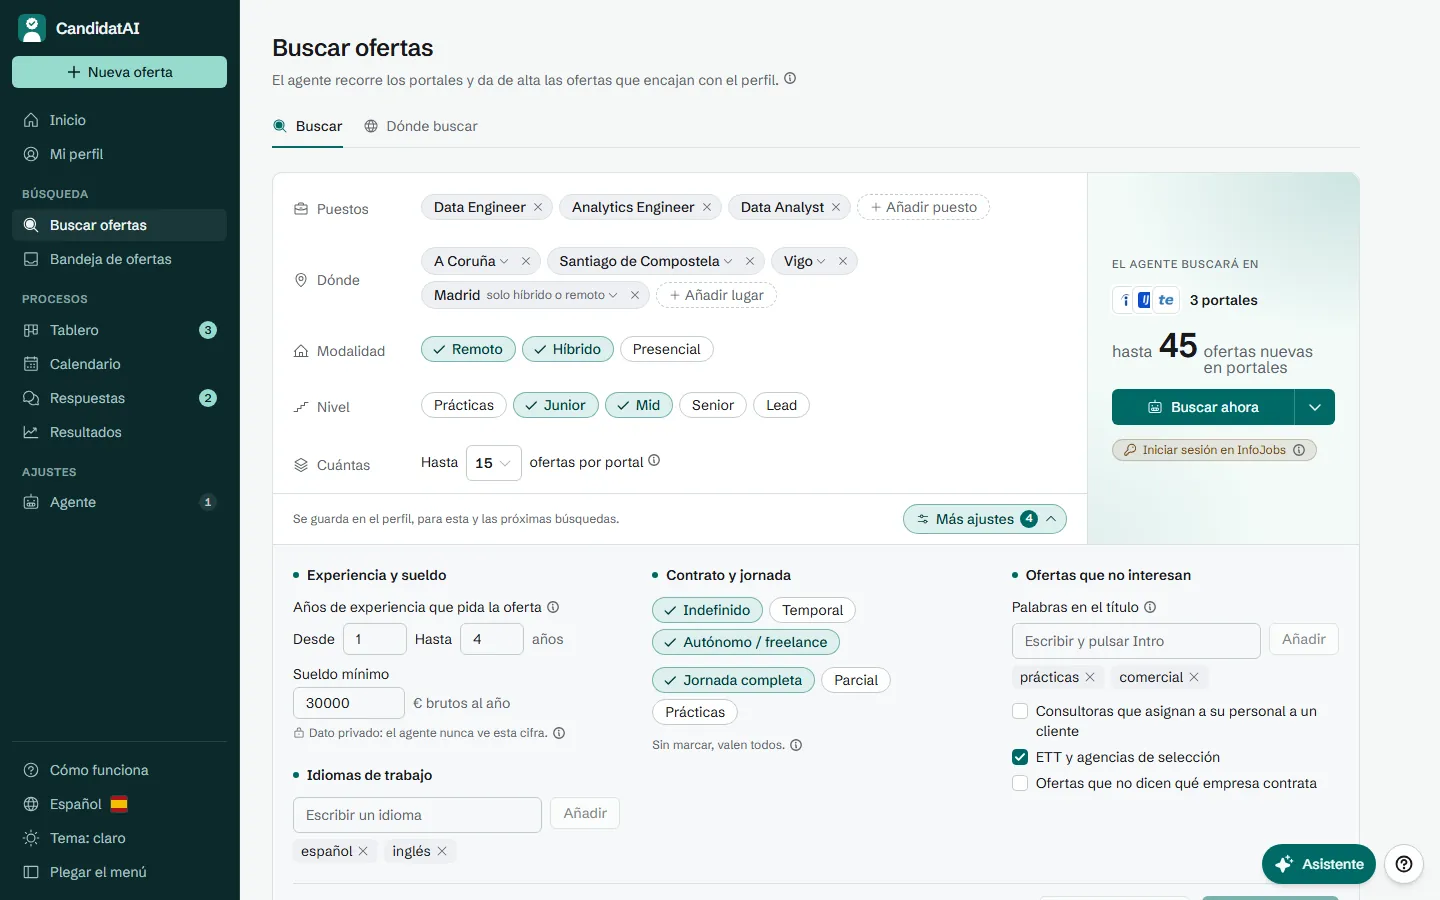 CandidatAI
Nueva oferta
Inicio
Mi perfil
BÚSQUEDA
Buscar ofertas
Bandeja de ofertas
PROCESOS
Tablero 3
Calendario
Respuestas 2
Resultados
AJUSTES
Agente 1
Cómo funciona
Español
Tema: claro
Plegar el menú
Buscar ofertas
El agente recorre los portales y da de alta las ofertas que encajan con el perfil.
Buscar Dónde buscar
Puestos Data Engineer Analytics Engineer Data Analyst + Añadir puesto
Dónde A Coruña Santiago de Compostela Vigo
Madrid solo híbrido o remoto + Añadir lugar
Modalidad Remoto Híbrido Presencial
Nivel Prácticas Junior Mid Senior Lead
Cuántas Hasta 15 ofertas por portal
Se guarda en el perfil, para esta y las próximas búsquedas. Más ajustes 4
EL AGENTE BUSCARÁ EN
te 3 portales
hasta 45 ofertas nuevas
en portales
Buscar ahora
Iniciar sesión en InfoJobs
Experiencia y sueldo
Años de experiencia que pida la oferta
Desde 1 Hasta 4 años
Sueldo mínimo
30000 € brutos al año
Dato privado: el agente nunca ve esta cifra.
Idiomas de trabajo
Escribir un idioma Añadir
español inglés
Contrato y jornada
Indefinido Temporal
Autónomo / freelance
Jornada completa Parcial
Prácticas
Sin marcar, valen todos.
Ofertas que no interesan
Palabras en el título
Escribir y pulsar Intro Añadir
prácticas comercial
Consultoras que asignan a su personal a un
cliente
ETT y agencias de selección
Ofertas que no dicen qué empresa contrata
Asistente